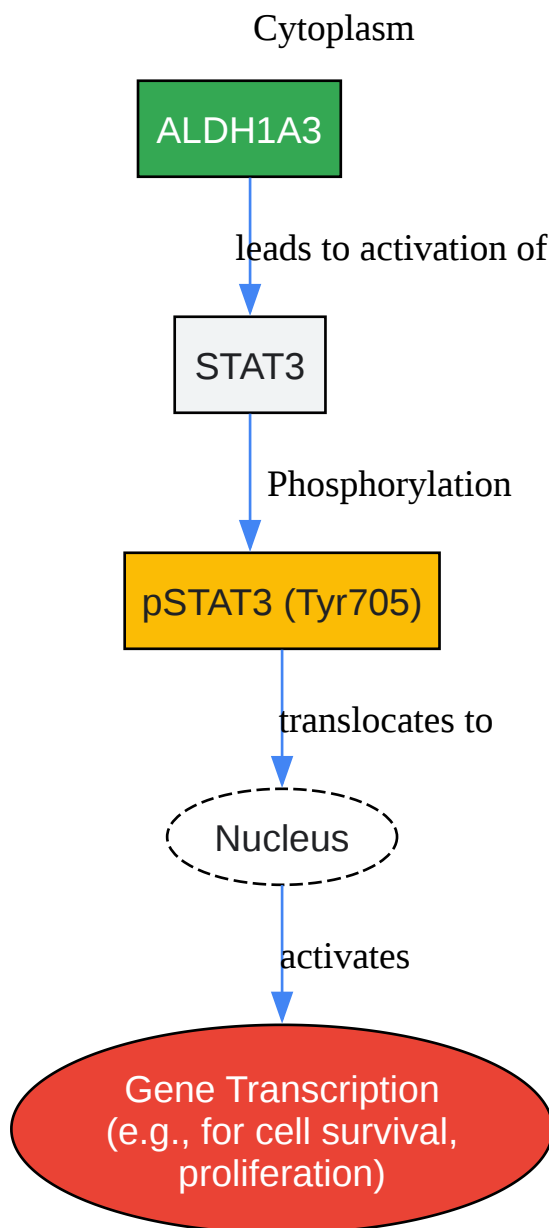 Cytoplasm
ALDH1A3
leads to activation of
STAT3
Phosphorylation
pSTAT3 (Tyr705)
translocates to
Nucleus
activates
Gene Transcription
(e.g., for cell survival,
proliferation)